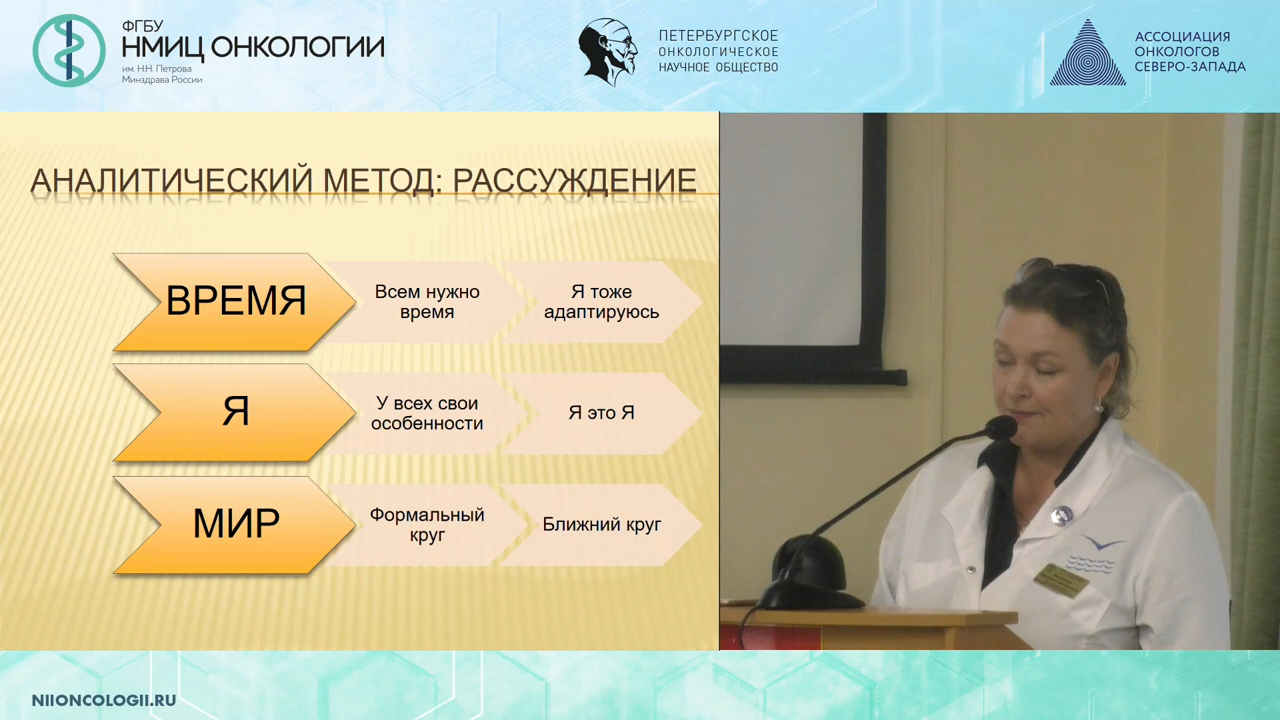 ФГБУ
НМИЦ ОНКОЛОГИИ
им. Н.Н. Петрова
Минздрава России
ПЕТЕРБУРГСКОЕ
ОНКОЛОГИЧЕСКОЕ
НАУЧНОЕ ОБЩЕСТВО
АССОЦИАЦИЯ
ОНКОЛОГОВ
СЕВЕРО-ЗАПАДА
АНАЛИТИЧЕСКИЙ МЕТОД: РАССУЖДЕНИЕ
ВРЕМЯ
Всем нужно
время
Я тоже
адаптируюсь
Я
У всех свои
особенности
Я это Я
МИР
Формальный
круг
Ближний круг
NIIONCOLOGII.RU